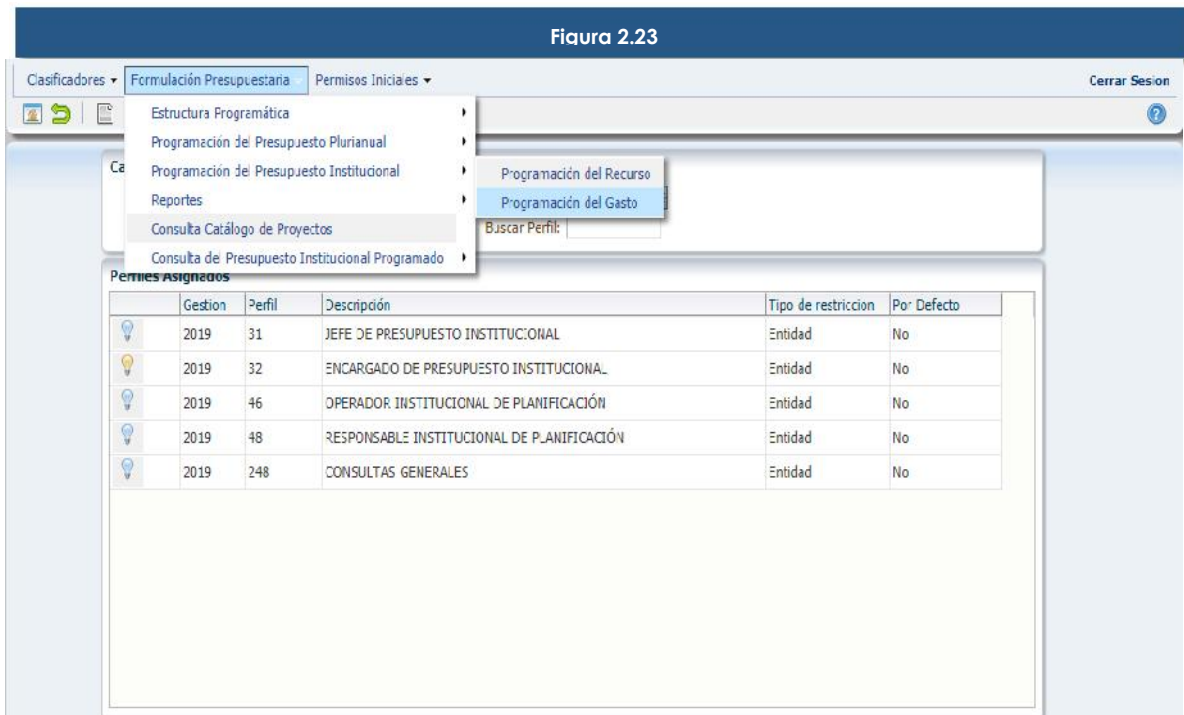 Figura 2.23
Clasificadores Formulación Presupuestaria Permisos Iniciales Cerrar Sesion
Estructura Programática
Programación del Presupuesto Plurianual
Programación del Presupuesto Institucional
Programación del Recurso
Reportes
Programación del Gasto
Consulta Catálogo de Proyectos
Buscar Perfil:
Consulta del Presupuesto Institucional Programado
Perfiles Asignados
Gestion Perfil Descripción Tipo de restriccion Por Defecto
2019 31 JEFE DE PRESUPUESTO INSTITUCIONAL Entidad No
2019 32 ENCARGADO DE PRESUPUESTO INSTITUCIONAL Entidad No
2019 46 OPERADOR INSTITUCIONAL DE PLANIFICACIÓN Entidad No
2019 48 RESPONSABLE INSTITUCIONAL DE PLANIFICACIÓN Entidad No
2019 248 CONSULTAS GENERALES Entidad No